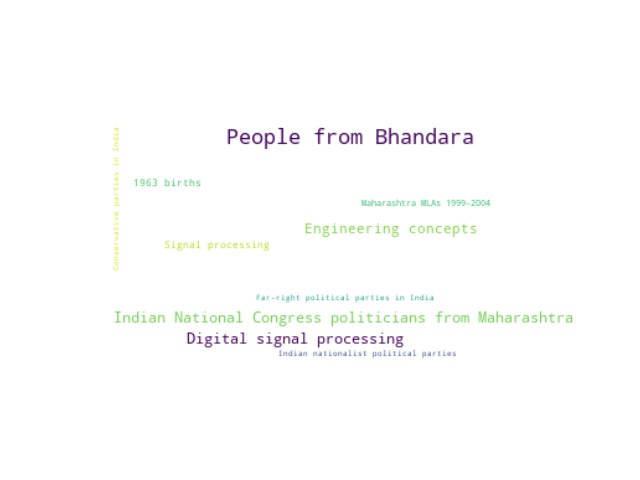 People from Bhandara
Conservative parties in India
1963 births
Maharashtra MLAs 1999–2004
Engineering concepts
Signal processing
Far-right political parties in India
Indian National Congress politicians from Maharashtra
Digital signal processing
Indian nationalist political parties